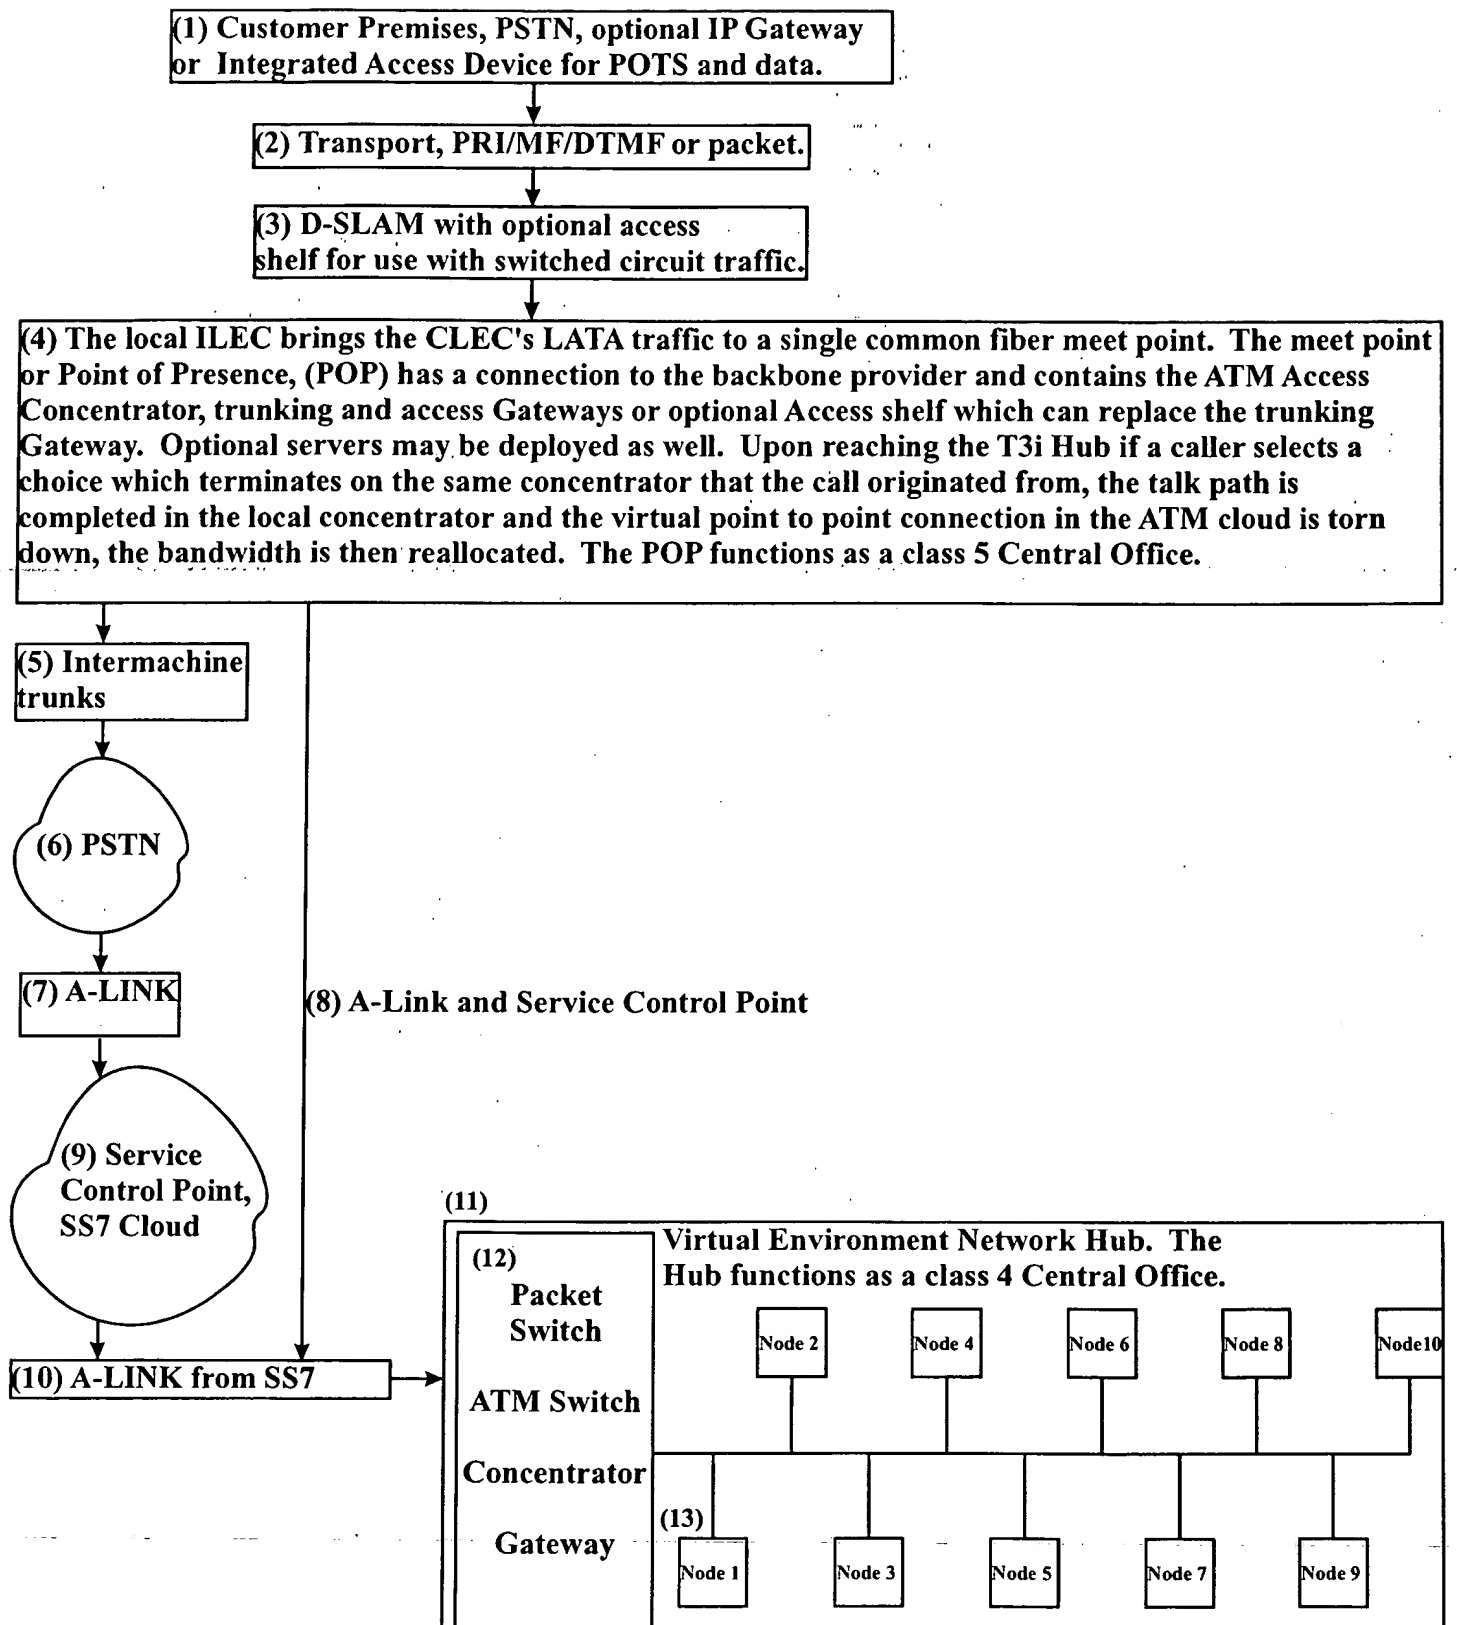 (1) Customer Premises, PSTN, optional IP Gateway
or Integrated Access Device for POTS and data.
(2) Transport, PRI/MF/DTMF or packet.
(3) D-SLAM with optional access
shelf for use with switched circuit traffic.
(4) The local ILEC brings the CLEC's LATA traffic to a single common fiber meet point. The meet point
or Point of Presence, (POP) has a connection to the backbone provider and contains the ATM Access
Concentrator, trunking and access Gateways or optional Access shelf which can replace the trunking
Gateway. Optional servers may be deployed as well. Upon reaching the T3i Hub if a caller selects a
choice which terminates on the same concentrator that the call originated from, the talk path is
completed in the local concentrator and the virtual point to point connection in the ATM cloud is torn
down, the bandwidth is then reallocated. The POP functions as a class 5 Central Office.
(5) Intermachine
trunks
(6) PSTN
(7) A-LINK
(8) A-Link and Service Control Point
(9) Service
Control Point,
SS7 Cloud
(10) A-LINK from SS7
(11)
(12)
Packet
Switch
ATM Switch
Concentrator
Gateway
Virtual Environment Network Hub. The
Hub functions as a class 4 Central Office.
Node 2
Node 4
Node 6
Node 8
Node10
(13)
Node 1
Node 3
Node 5
Node 7
Node 9